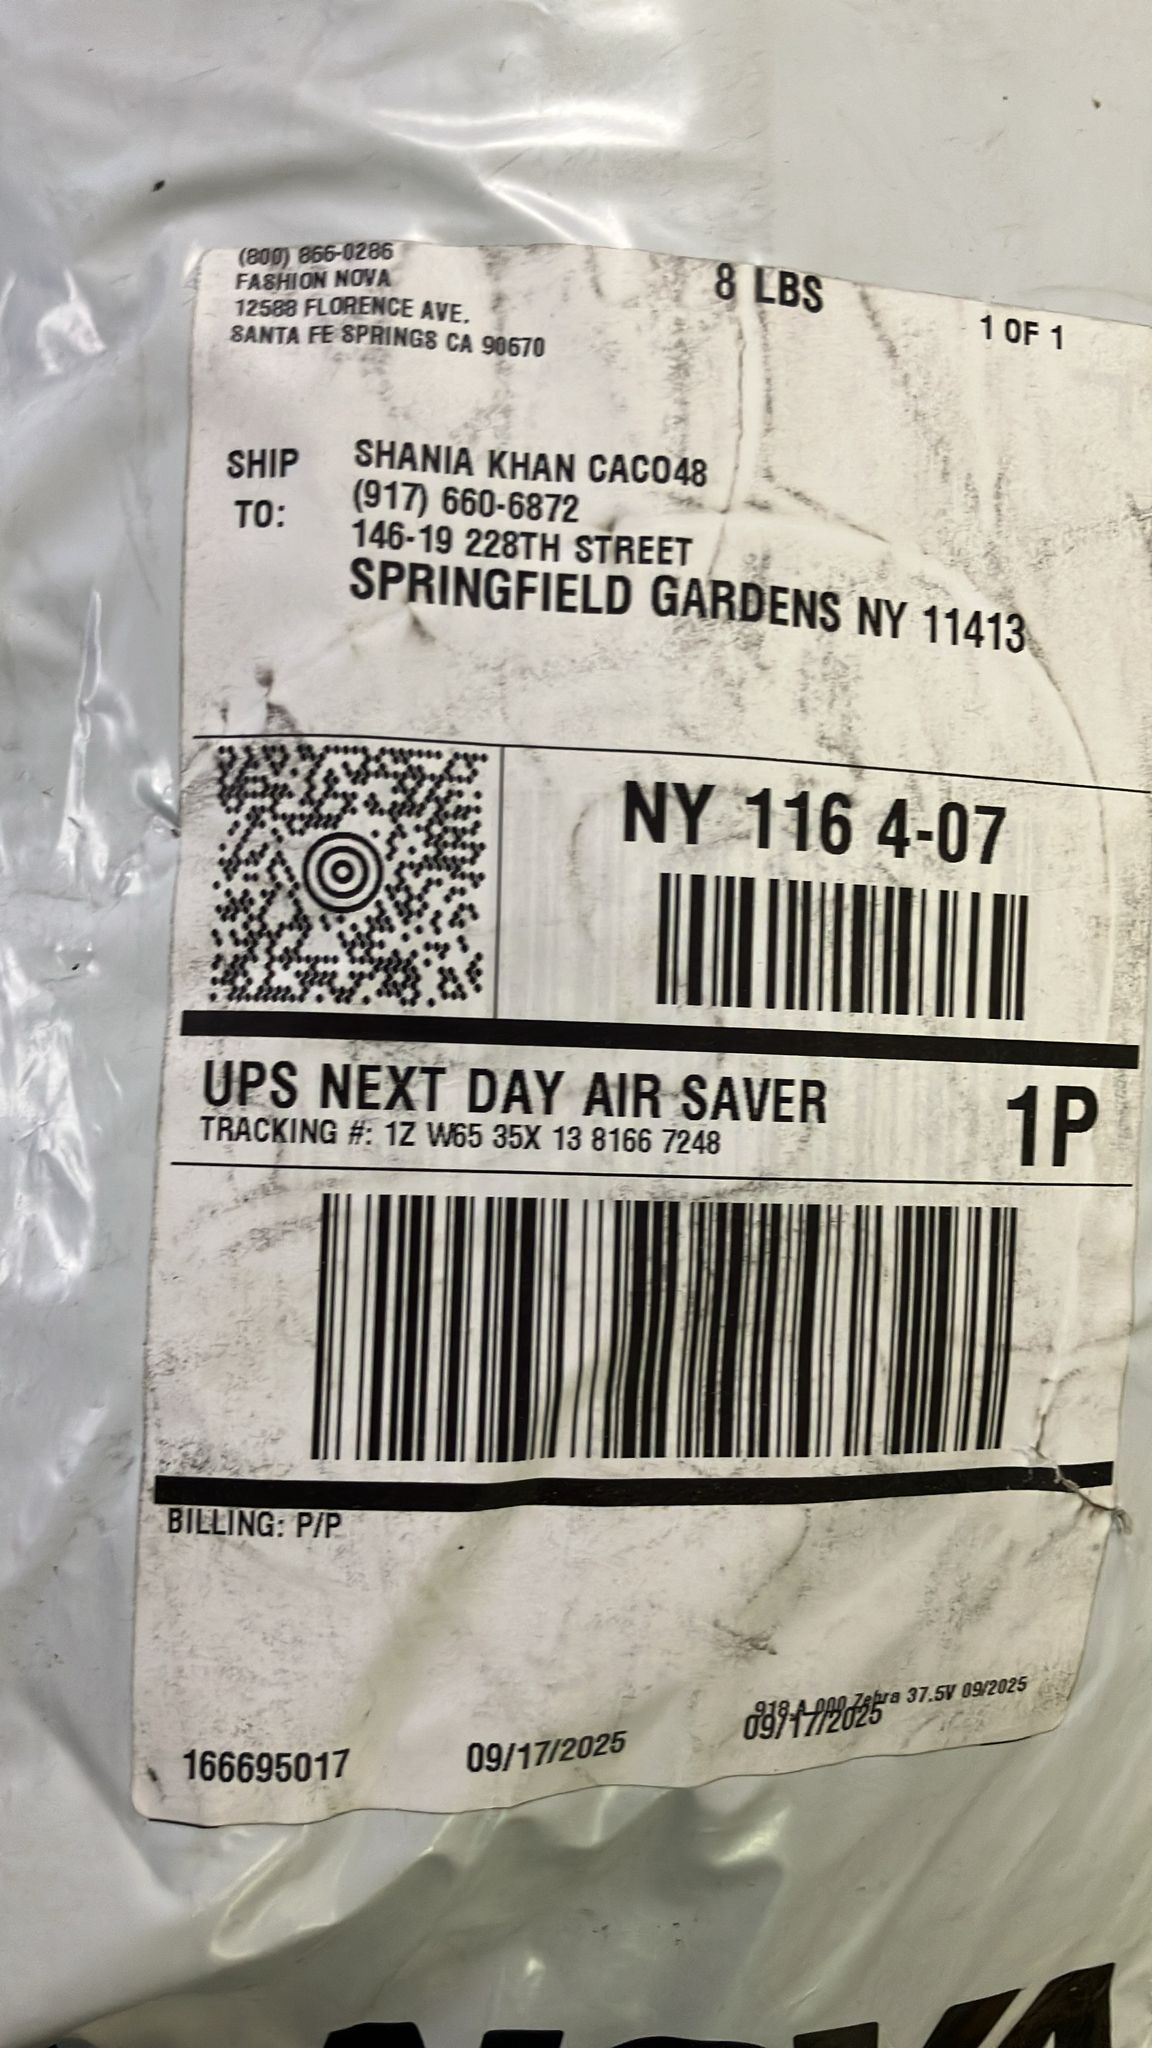 (800) 866-0286
FASHION NOVA
12588 FLORENCE AVE.
SANTA FE SPRINGS CA 90670
8 LBS
1 OF 1
SHIP TO:
SHANIA KHAN CACO48
(917) 660-6872
146-19 228TH STREET
SPRINGFIELD GARDENS NY 11413
NY 116 4-07
UPS NEXT DAY AIR SAVER
1P
TRACKING #: 1Z W65 35X 13 8166 7248
BILLING: P/P
918 A 000 Zebra 37.5V 09/2025
166695017
09/17/2025
09/17/2025